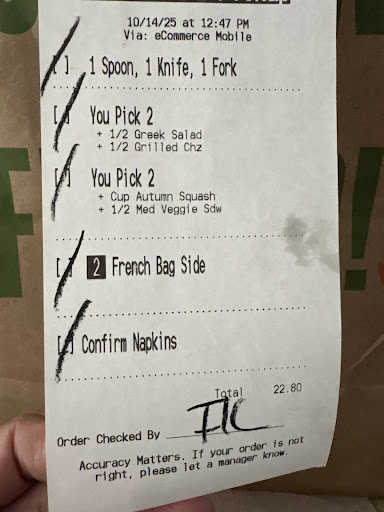 10/14/25 at 12:47 PM
Via: eCommerce Mobile
[ ] 1 Spoon, 1 Knife, 1 Fork
[ ] You Pick 2
+ 1/2 Greek Salad
+ 1/2 Grilled Chz
[ ] You Pick 2
+ Cup Autumn Squash
+ 1/2 Med Veggie Sdw
[ ] 2 French Bag Side
[ ] Confirm Napkins
Total 22.80
Order Checked By
Accuracy Matters. If your order is not
right, please let a manager know.